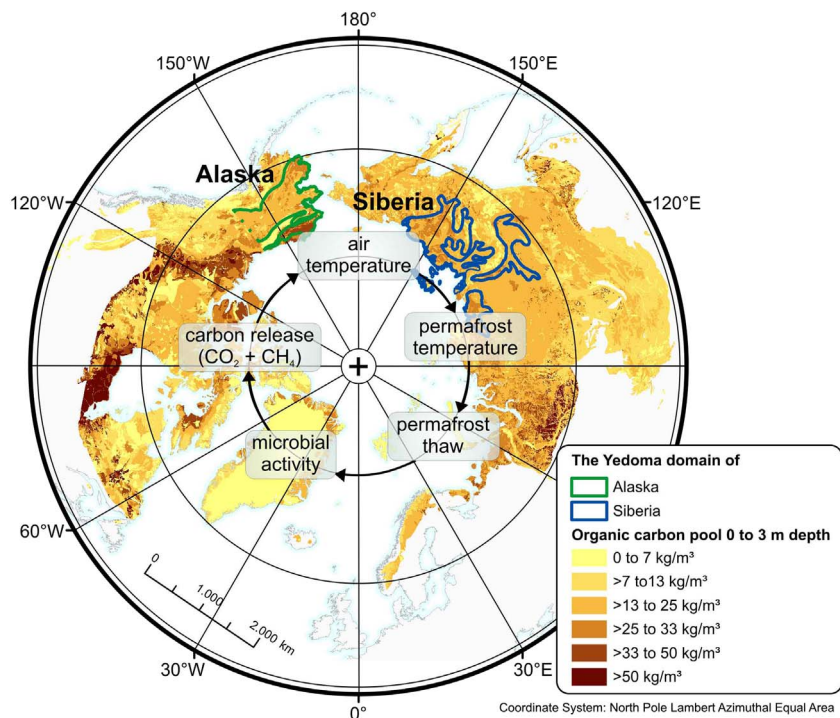 180°
150°W
150°E
Alaska
Siberia
120°W
120°E
air
temperature
carbon release
(CO₂ + CH₄)
permafrost
temperature
permafrost
thaw
microbial
activity
60°W
0
1.000
2.000 km
30°W
0°
30°E
The Yedoma domain of
Alaska
Siberia
Organic carbon pool 0 to 3 m depth
0 to 7 kg/m³
>7 to13 kg/m³
>13 to 25 kg/m³
>25 to 33 kg/m³
>33 to 50 kg/m³
>50 kg/m³
Coordinate System: North Pole Lambert Azimuthal Equal Area